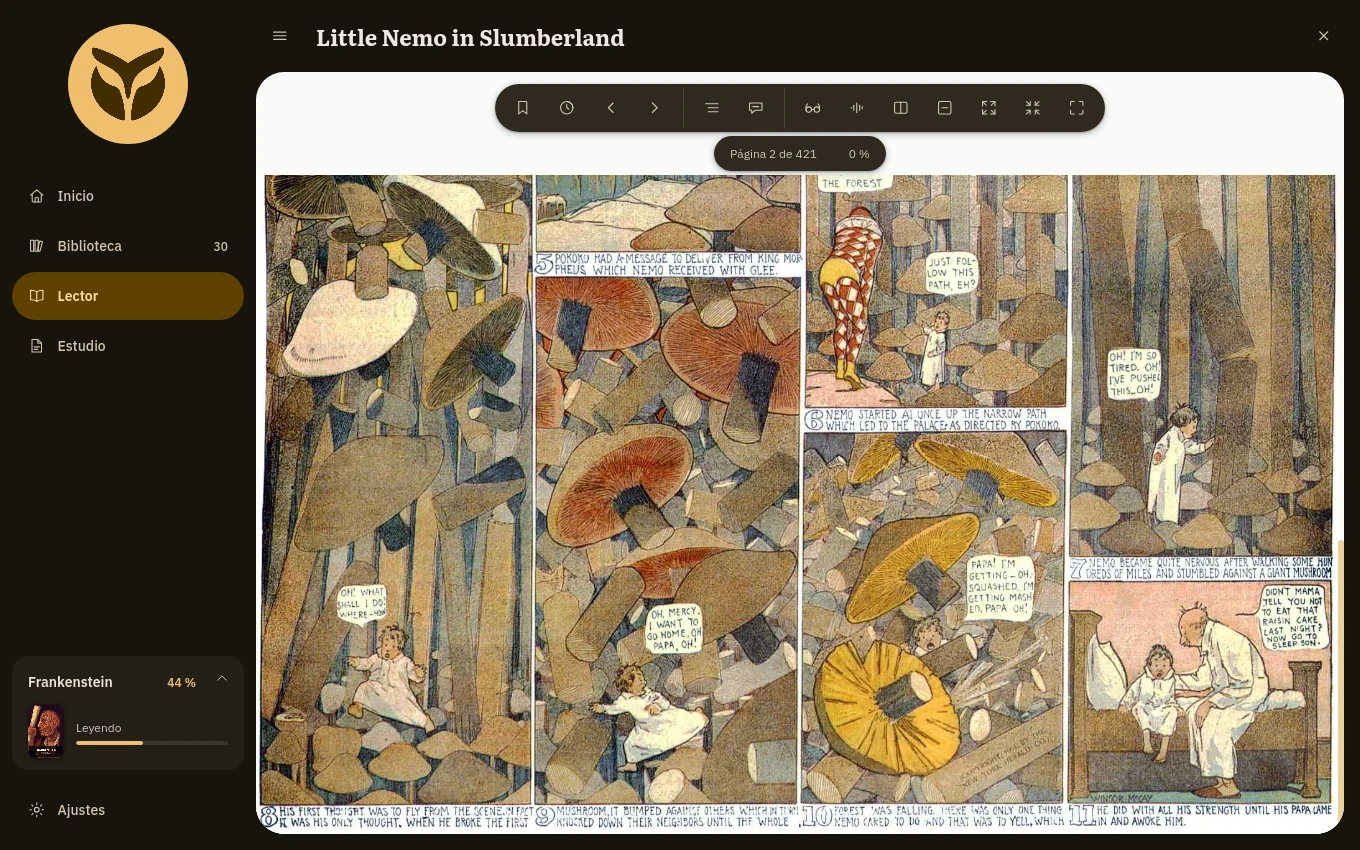 Little Nemo in Slumberland
Inicio
Biblioteca 30
Lector
Estudio
Frankenstein 44 %
Leyendo
Ajustes
Página 2 de 421 0 %
THE FOREST
JUST FOL-
LOW THIS
PATH, EH?
5 POKOKU HAD A MESSAGE TO DELIVER FROM KING MOR
PHEUS, WHICH NEMO RECEIVED WITH GLEE.
6 NEMO STARTED AT ONCE UP THE NARROW PATH
WHICH LED TO THE PALACE, AS DIRECTED BY POKOKO.
OH! I'M SO
TIRED. OH!
I'VE PUSHED
THIS_OH!
7 NEMO BECAME QUITE NERVOUS AFTER WALKING SOME HUN
DREDS OF MILES AND STUMBLED AGAINST A GIANT MUSHROOM
OH! WHAT
SHALL I DO!
WHERE-HOW
8 HIS FIRST THOUGHT WAS TO FLY FROM THE SCENE. IN FACT
IT WAS HIS ONLY THOUGHT. WHEN HE BROKE THE FIRST
OH, MERCY,
I WANT TO
GO HOME. OH
PAPA, OH!
9 MUSHROOM, IT BUMPED AGAINST OTHERS WHICH IN TURN
KNOCKED DOWN THEIR NEIGHBORS UNTIL THE WHOLE
PAPA! I'M
GETTING - OH.
SQUASHED, I'M
GETTING MASH
ED, PAPA OH!
COPYRIGHT, BY THE
NEW YORK HERALD CO.
10 FOREST WAS FALLING. THERE WAS ONLY ONE THING
NEMO CARED TO DO AND THAT WAS TO YELL, WHICH
DIDN'T MAMA
TELL YOU NOT
TO EAT THAT
RAISIN CAKE
LAST NIGHT?
NOW GO TO
SLEEP SON.
WINSOR McCAY
11 HE DID WITH ALL HIS STRENGTH UNTIL HIS PAPA CAME
IN AND AWOKE HIM.